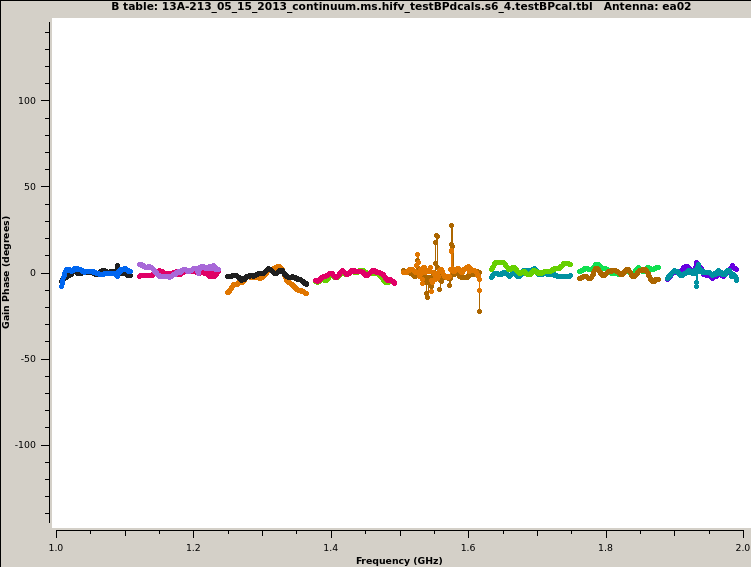 B table: 13A-213_05_15_2013_continuum.ms.hifv_testBPdcals.s6_4.testBPcal.tbl Antenna: ea02
100
50
0
-50
-100
Gain Phase (degrees)
1.0 1.2 1.4 1.6 1.8 2.0
Frequency (GHz)